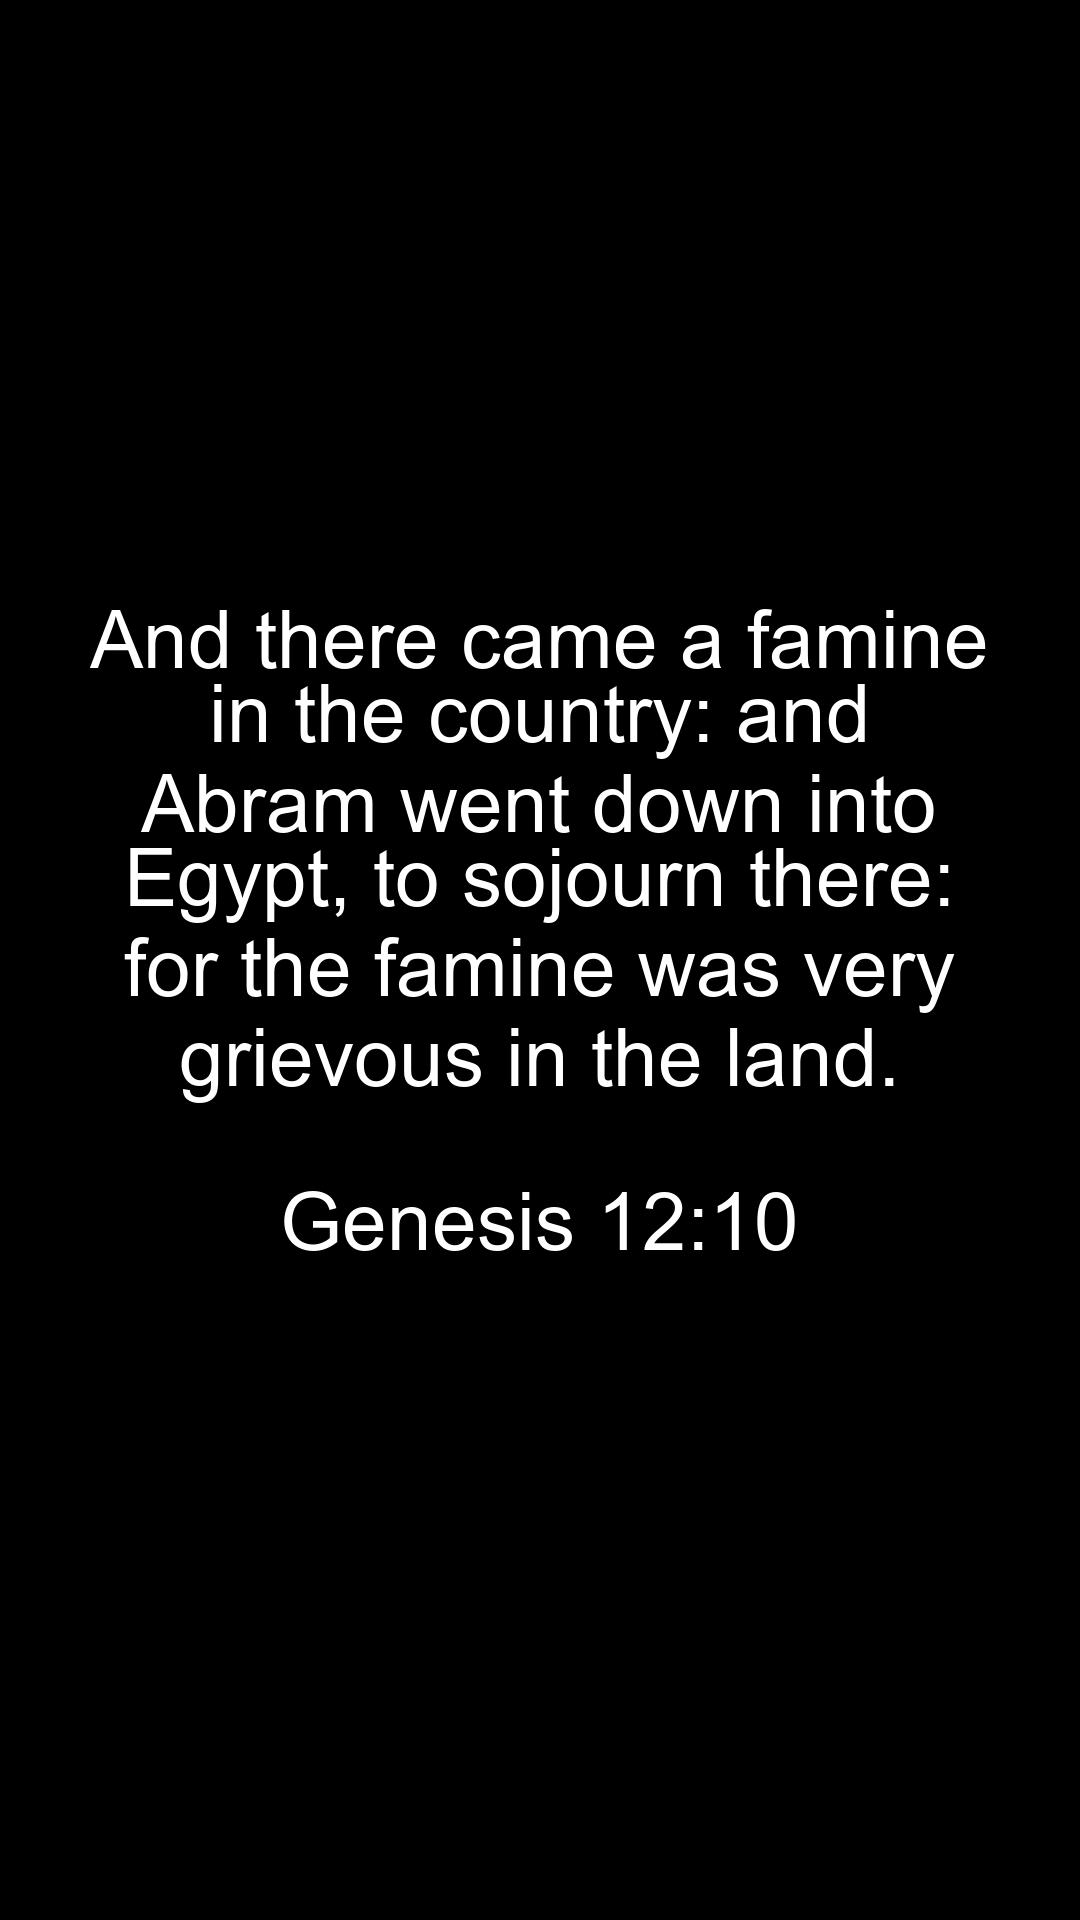 And there came a famine
in the country: and
Abram went down into
Egypt, to sojourn there:
for the famine was very
grievous in the land.
Genesis 12:10